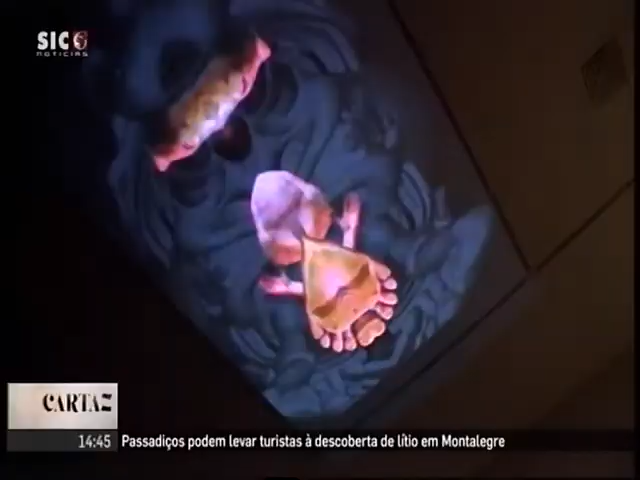 SIC
NOTÍCIAS
CARTAZ
14:45 Passadiços podem levar turistas à descoberta de lítio em Montalegre